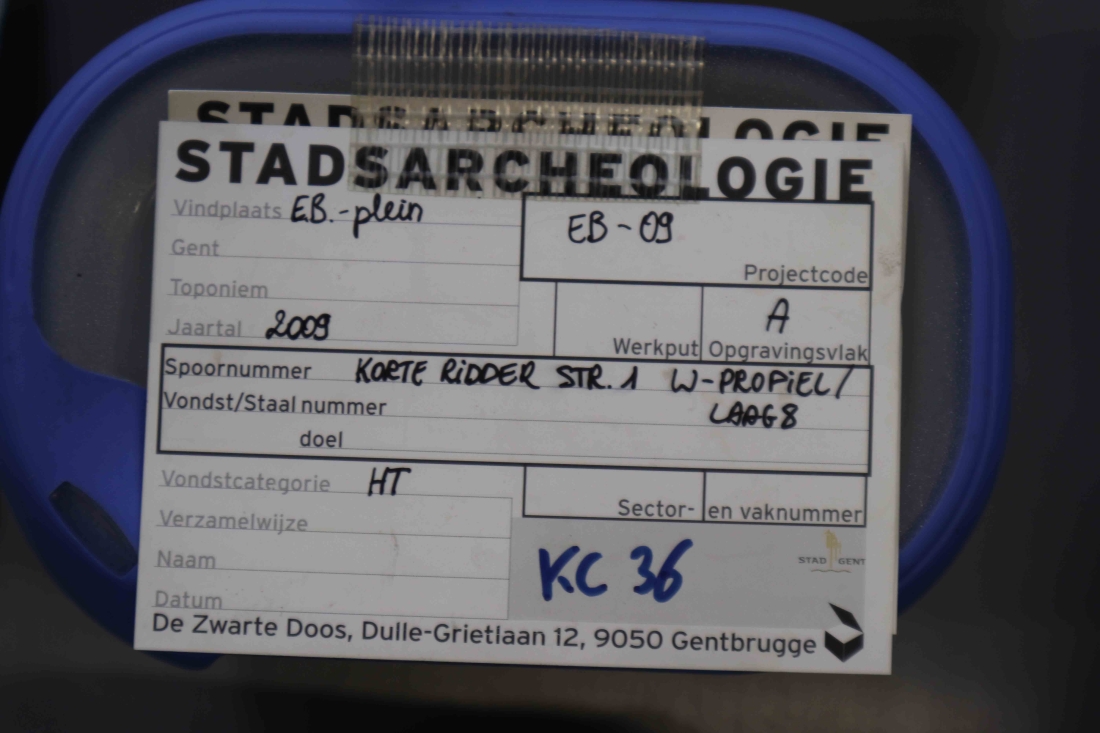 STADSARCHEOLOGIE
STADSARCHEOLOGIE
Vindplaats E.B.-plein
Gent
Toponiem
Jaartal 2009
EB-09
Projectcode
A
Werkput Opgravingsvlak
Spoornummer KORTE RiDDER STR. 1 W-PROFiEL/
Vondst/Staal nummer LAAG 8
doel
Vondstcategorie HT
Verzamelwijze
Naam
Datum
Sector- en vaknummer
KC 36
STAD GENT
De Zwarte Doos, Dulle-Grietlaan 12, 9050 Gentbrugge